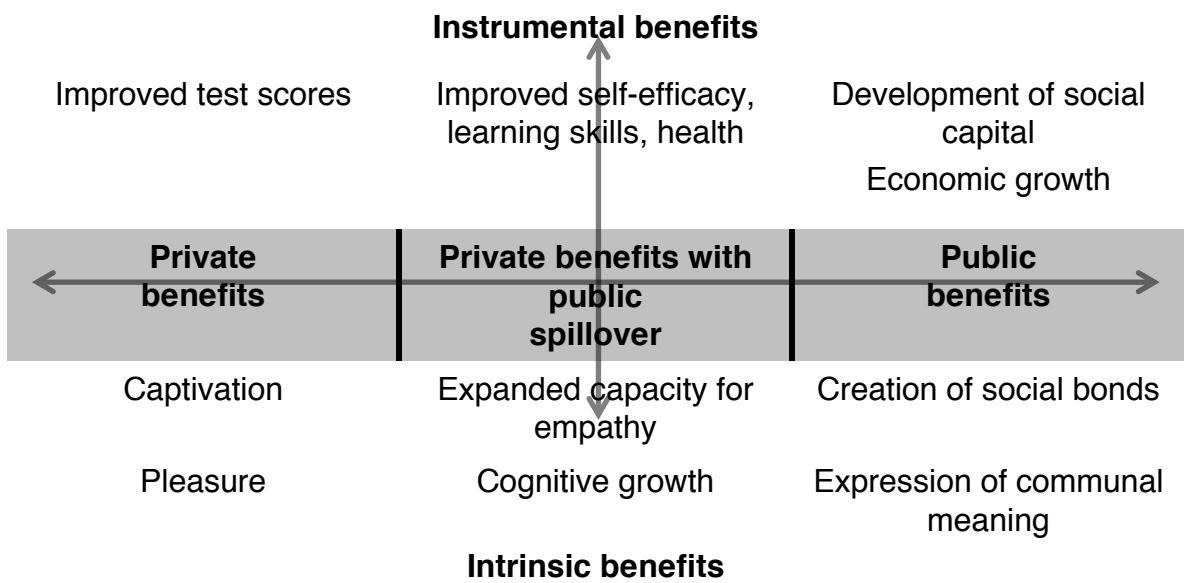 Instrumental benefits
Improved test scores
Improved self-efficacy,
learning skills, health
Development of social
capital
Economic growth
Private
benefits
Private benefits with
public
spillover
Public
benefits
Captivation
Expanded capacity for
empathy
Creation of social bonds
Pleasure
Cognitive growth
Expression of communal
meaning
Intrinsic benefits